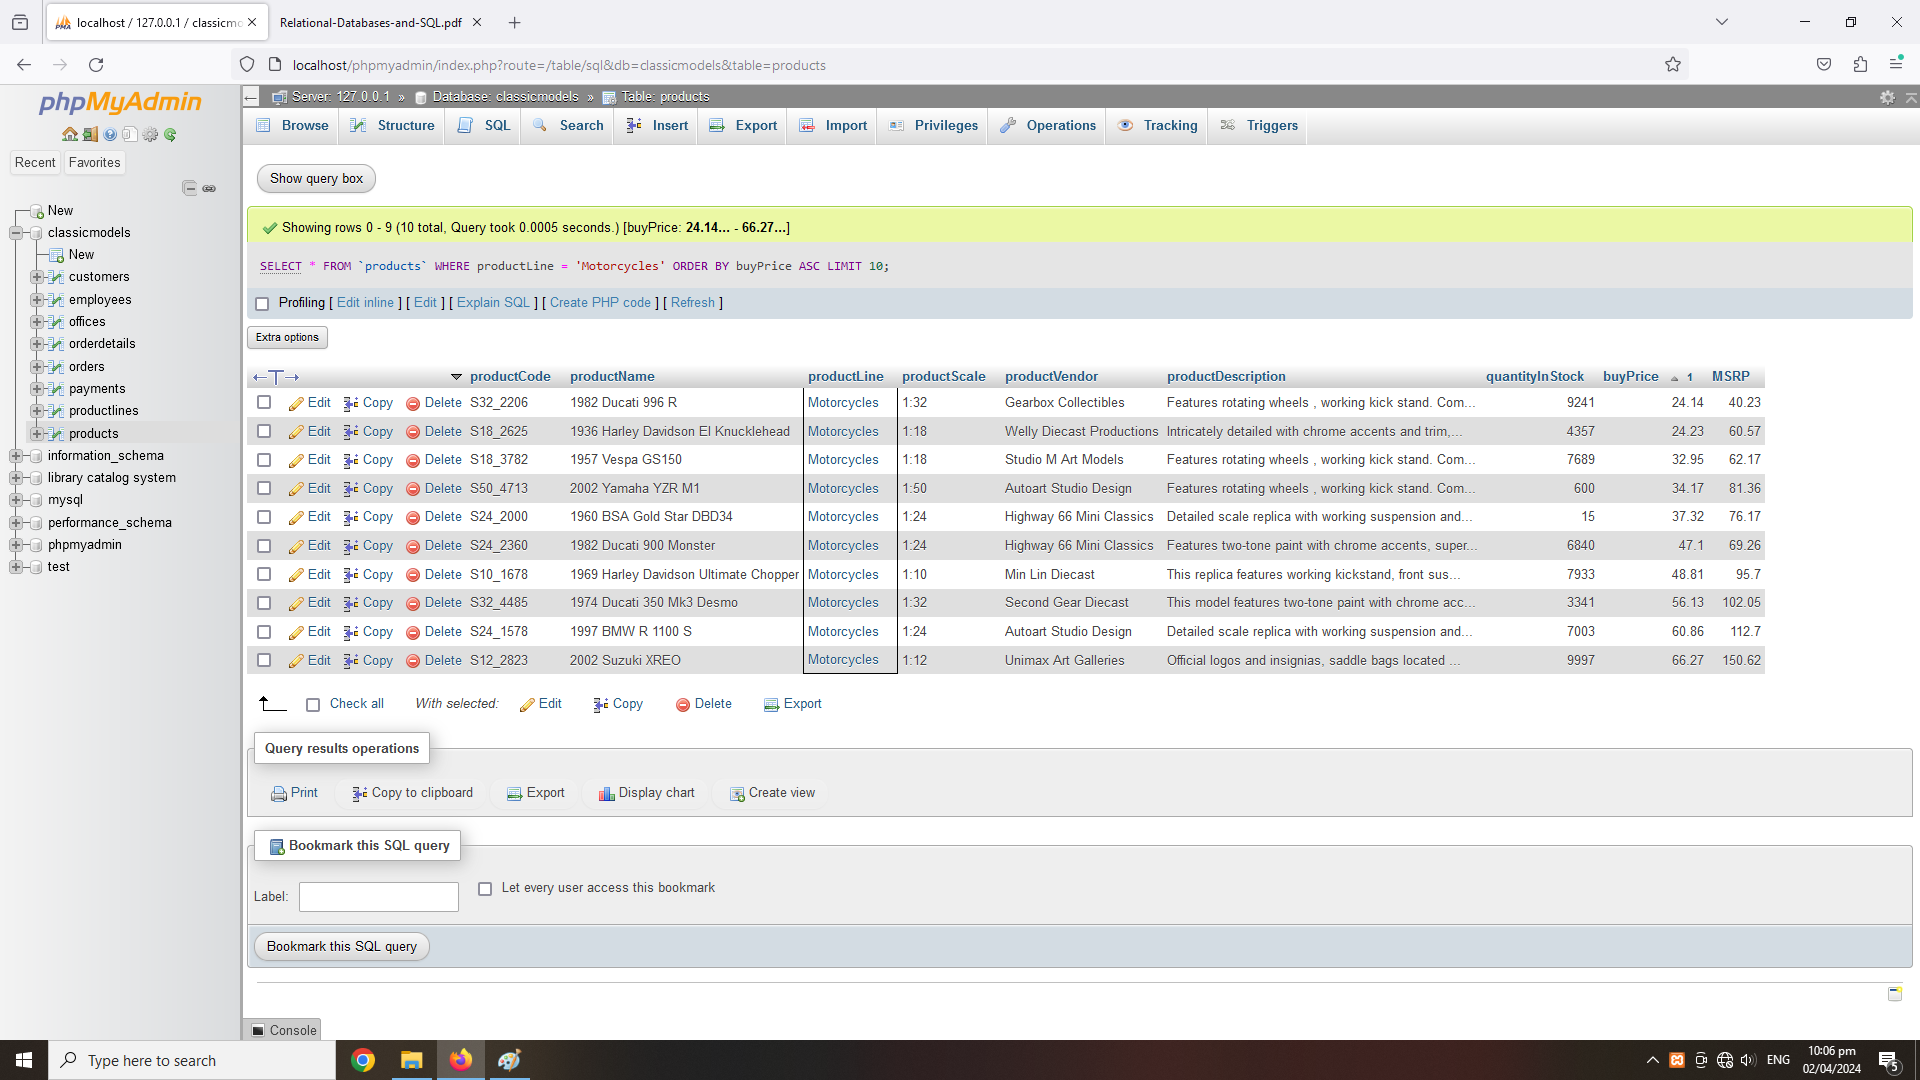 localhost / 127.0.0.1 / classicmo
Relational-Databases-and-SQL.pdf
localhost/phpmyadmin/index.php?route=/table/sql&db=classicmodels&table=products
phpMyAdmin
Recent Favorites
New
classicmodels
New
customers
employees
offices
orderdetails
orders
payments
productlines
products
information_schema
library catalog system
mysql
performance_schema
phpmyadmin
test
Server: 127.0.0.1 » Database: classicmodels » Table: products
Browse Structure SQL Search Insert Export Import Privileges Operations Tracking Triggers
Show query box
Showing rows 0 - 9 (10 total, Query took 0.0005 seconds.) [buyPrice: 24.14... - 66.27...]
SELECT * FROM `products` WHERE productLine = 'Motorcycles' ORDER BY buyPrice ASC LIMIT 10;
Profiling [ Edit inline ] [ Edit ] [ Explain SQL ] [ Create PHP code ] [ Refresh ]
Extra options
←T→ productCode productName productLine productScale productVendor productDescription quantityInStock buyPrice 1 MSRP
Edit Copy Delete S32_2206 1982 Ducati 996 R Motorcycles 1:32 Gearbox Collectibles Features rotating wheels , working kick stand. Com... 9241 24.14 40.23
Edit Copy Delete S18_2625 1936 Harley Davidson El Knucklehead Motorcycles 1:18 Welly Diecast Productions Intricately detailed with chrome accents and trim,... 4357 24.23 60.57
Edit Copy Delete S18_3782 1957 Vespa GS150 Motorcycles 1:18 Studio M Art Models Features rotating wheels , working kick stand. Com... 7689 32.95 62.17
Edit Copy Delete S50_4713 2002 Yamaha YZR M1 Motorcycles 1:50 Autoart Studio Design Features rotating wheels , working kick stand. Com... 600 34.17 81.36
Edit Copy Delete S24_2000 1960 BSA Gold Star DBD34 Motorcycles 1:24 Highway 66 Mini Classics Detailed scale replica with working suspension and... 15 37.32 76.17
Edit Copy Delete S24_2360 1982 Ducati 900 Monster Motorcycles 1:24 Highway 66 Mini Classics Features two-tone paint with chrome accents, super... 6840 47.1 69.26
Edit Copy Delete S10_1678 1969 Harley Davidson Ultimate Chopper Motorcycles 1:10 Min Lin Diecast This replica features working kickstand, front sus... 7933 48.81 95.7
Edit Copy Delete S32_4485 1974 Ducati 350 Mk3 Desmo Motorcycles 1:32 Second Gear Diecast This model features two-tone paint with chrome acc... 3341 56.13 102.05
Edit Copy Delete S24_1578 1997 BMW R 1100 S Motorcycles 1:24 Autoart Studio Design Detailed scale replica with working suspension and... 7003 60.86 112.7
Edit Copy Delete S12_2823 2002 Suzuki XREO Motorcycles 1:12 Unimax Art Galleries Official logos and insignias, saddle bags located ... 9997 66.27 150.62
Check all With selected: Edit Copy Delete Export
Query results operations
Print Copy to clipboard Export Display chart Create view
Bookmark this SQL query
Label: Let every user access this bookmark
Bookmark this SQL query
Console
Type here to search
ENG
10:06 pm
02/04/2024
5